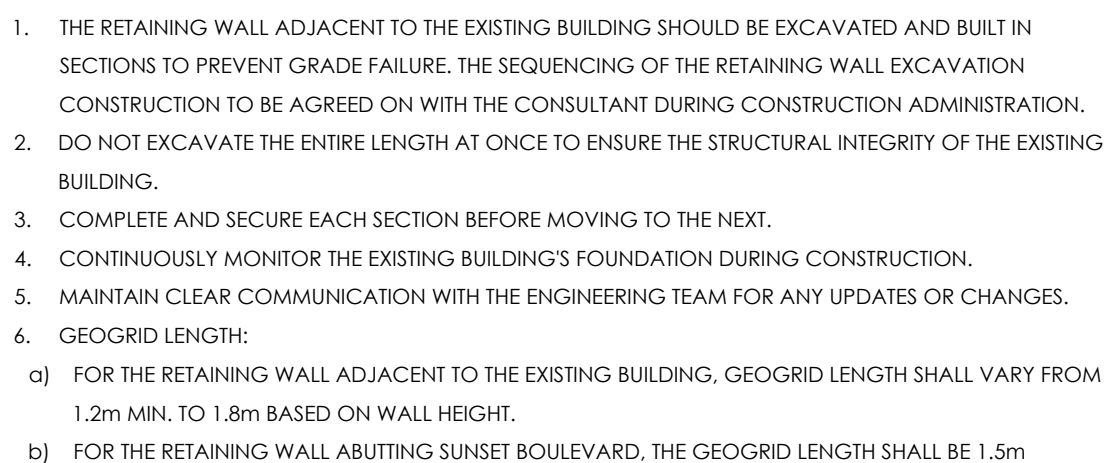 1. THE RETAINING WALL ADJACENT TO THE EXISTING BUILDING SHOULD BE EXCAVATED AND BUILT IN
SECTIONS TO PREVENT GRADE FAILURE. THE SEQUENCING OF THE RETAINING WALL EXCAVATION
CONSTRUCTION TO BE AGREED ON WITH THE CONSULTANT DURING CONSTRUCTION ADMINISTRATION.
2. DO NOT EXCAVATE THE ENTIRE LENGTH AT ONCE TO ENSURE THE STRUCTURAL INTEGRITY OF THE EXISTING
BUILDING.
3. COMPLETE AND SECURE EACH SECTION BEFORE MOVING TO THE NEXT.
4. CONTINUOUSLY MONITOR THE EXISTING BUILDING'S FOUNDATION DURING CONSTRUCTION.
5. MAINTAIN CLEAR COMMUNICATION WITH THE ENGINEERING TEAM FOR ANY UPDATES OR CHANGES.
6. GEOGRID LENGTH:
a) FOR THE RETAINING WALL ADJACENT TO THE EXISTING BUILDING, GEOGRID LENGTH SHALL VARY FROM
1.2m MIN. TO 1.8m BASED ON WALL HEIGHT.
b) FOR THE RETAINING WALL ABUTTING SUNSET BOULEVARD, THE GEOGRID LENGTH SHALL BE 1.5m